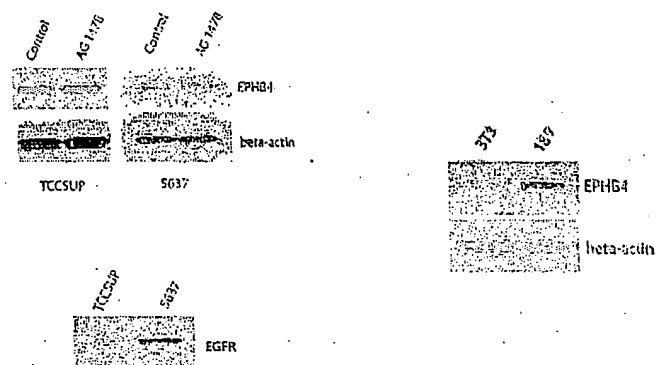 Control AG 1478 Control AG 1478
EPHB4
beta-actin
TCCSUP 5637
3T3 189
EPHB4
beta-actin
TCCSUP 5637
EGFR